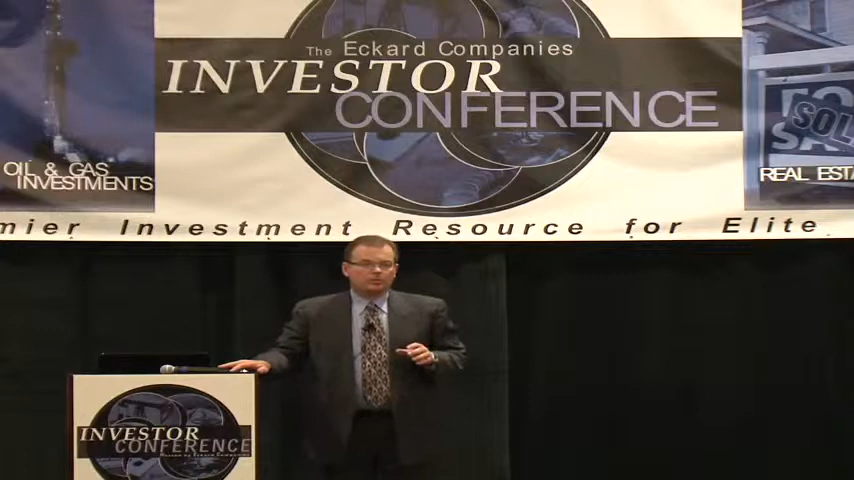 The Eckard Companies
INVESTOR
CONFERENCE
SOLD
OIL & GAS
INVESTMENTS
REAL ESTA
mier Investment Resource for Elite
INVESTOR
CONFERENCE